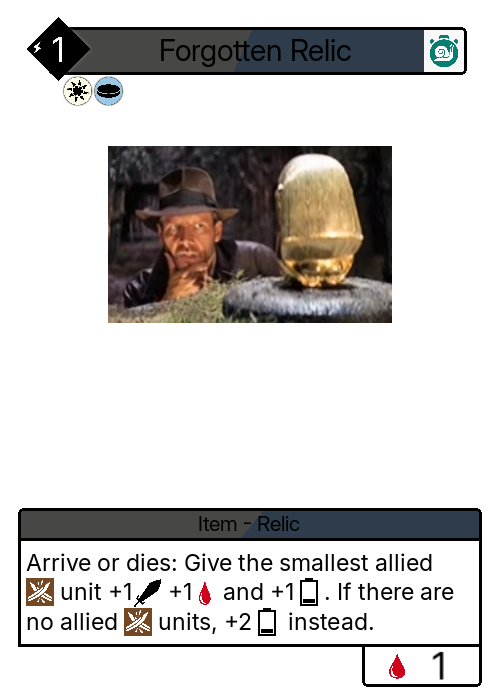 1
Forgotten Relic
Item - Relic
Arrive or dies: Give the smallest allied
unit +1 +1 and +1 . If there are
no allied units, +2 instead.
1